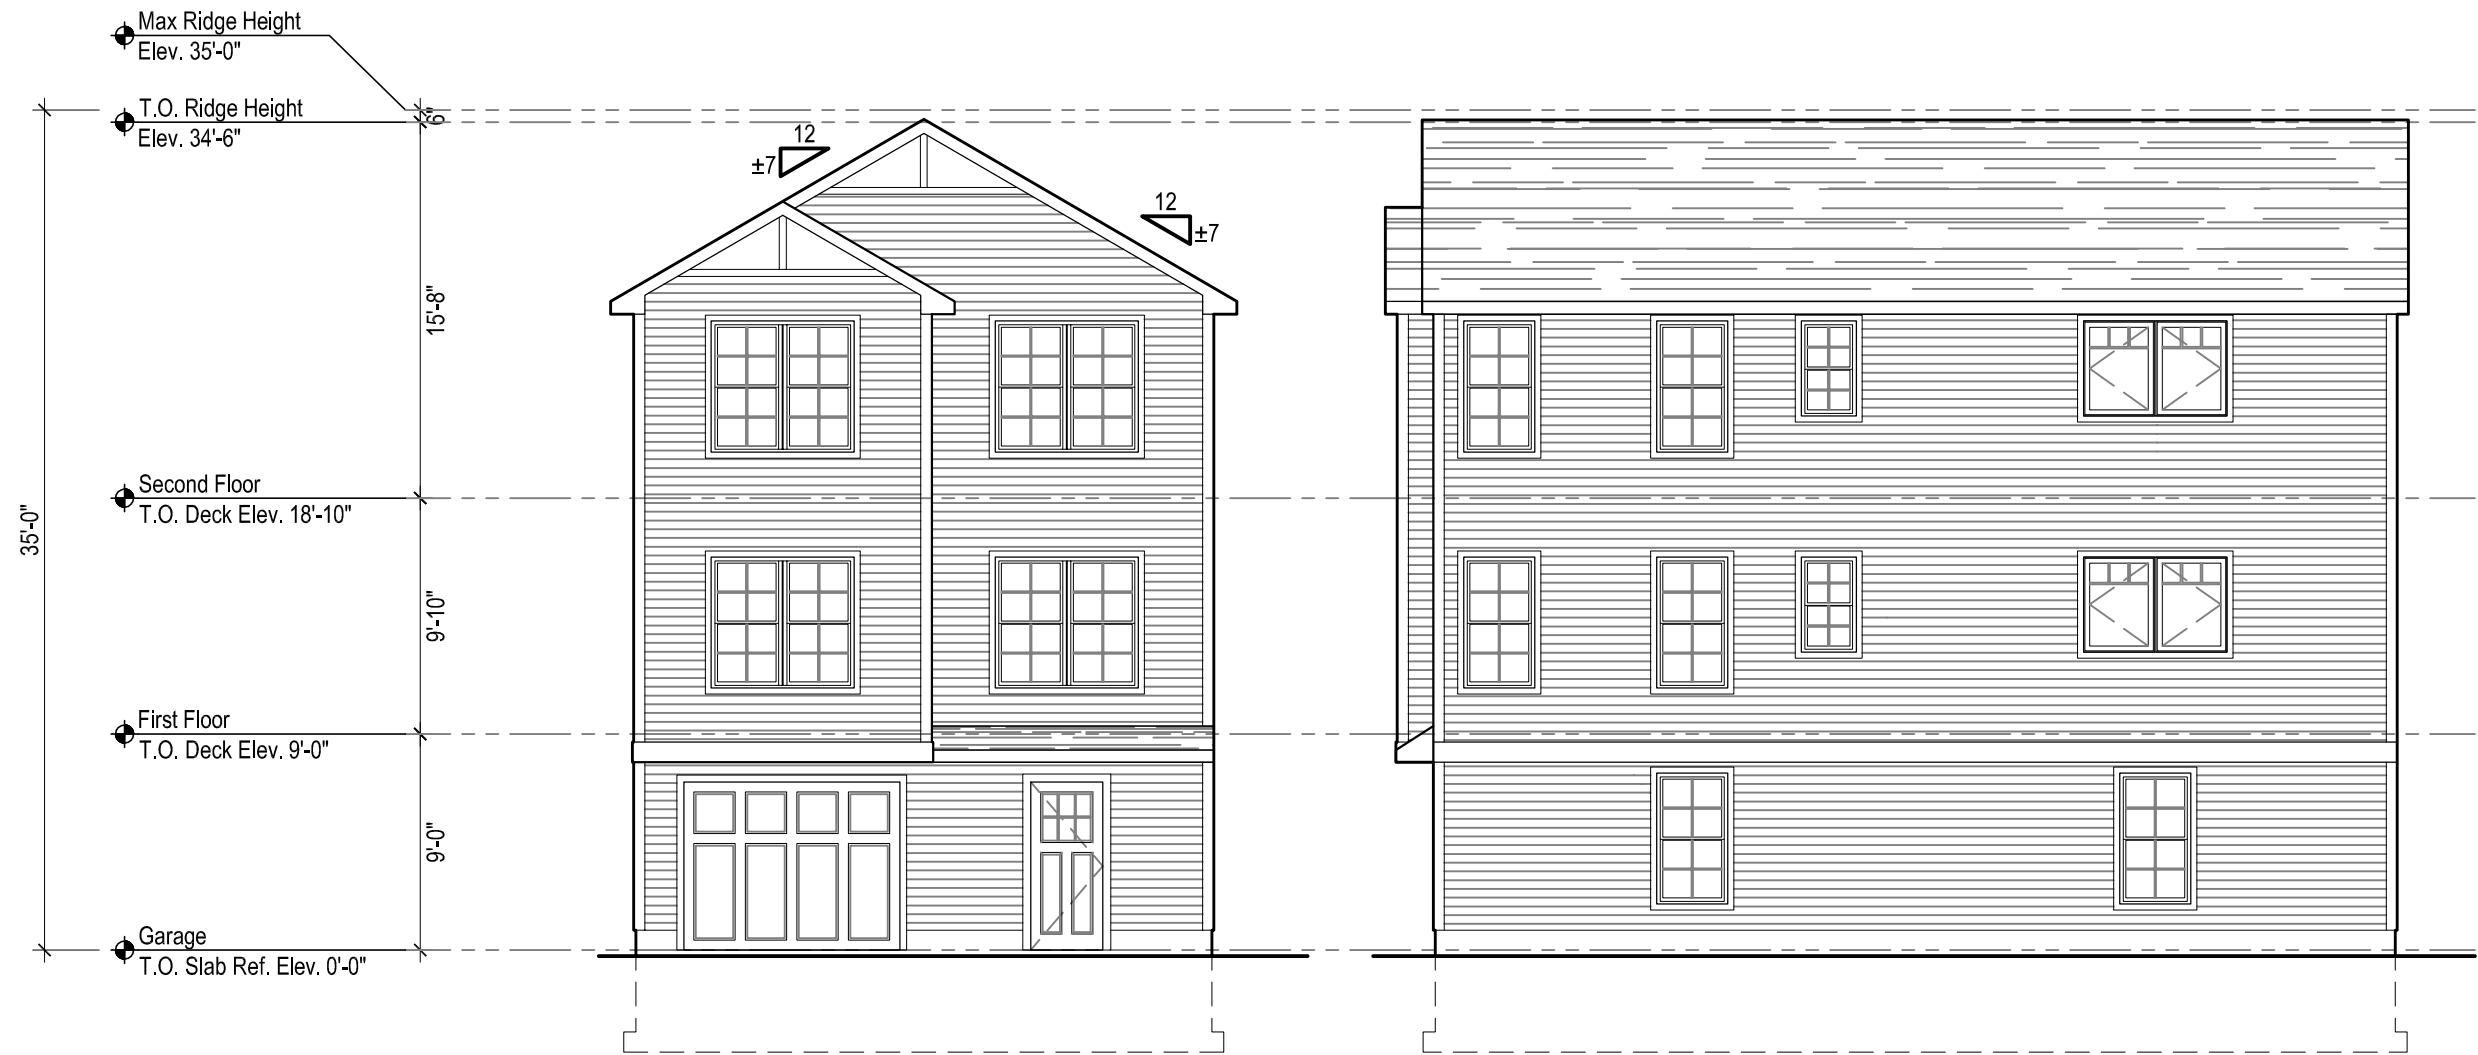 Max Ridge Height
Elev. 35'-0"
T.O. Ridge Height
Elev. 34'-6"
6"
12
±7
12
±7
15'-8"
Second Floor
T.O. Deck Elev. 18'-10"
35'-0"
9'-10"
First Floor
T.O. Deck Elev. 9'-0"
9'-0"
Garage
T.O. Slab Ref. Elev. 0'-0"